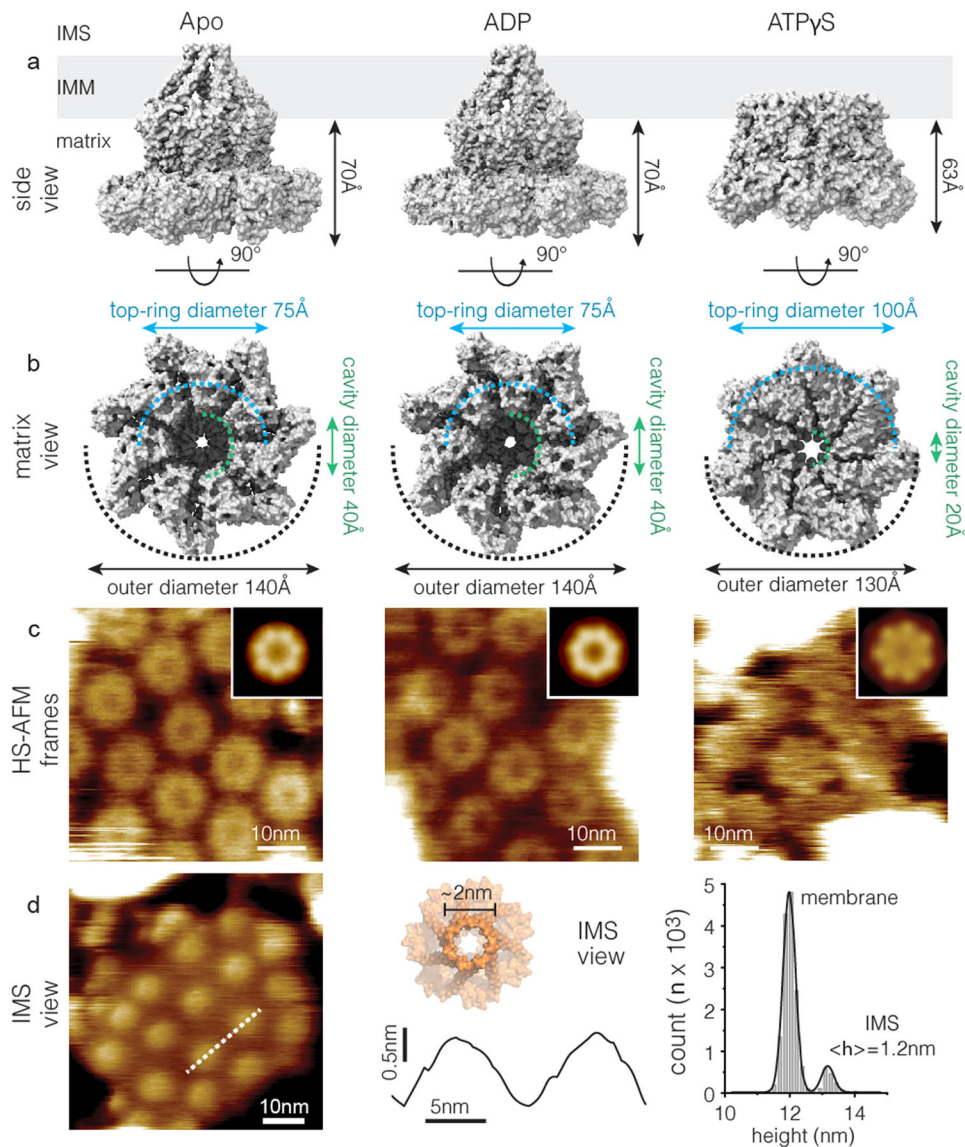 Apo
ADP
ATPγS
IMS
a
IMM
matrix
side
view
70Å
70Å
63Å
90°
90°
90°
top-ring diameter 75Å
top-ring diameter 75Å
top-ring diameter 100Å
b
matrix
view
cavity diameter 40Å
cavity diameter 40Å
cavity diameter 20Å
outer diameter 140Å
outer diameter 140Å
outer diameter 130Å
c
HS-AFM
frames
10nm
10nm
10nm
d
IMS
view
10nm
~2nm
IMS
view
0.5nm
5nm
count (n x 10³)
5
4
3
2
1
0
membrane
IMS
<h>=1.2nm
10
12
14
height (nm)